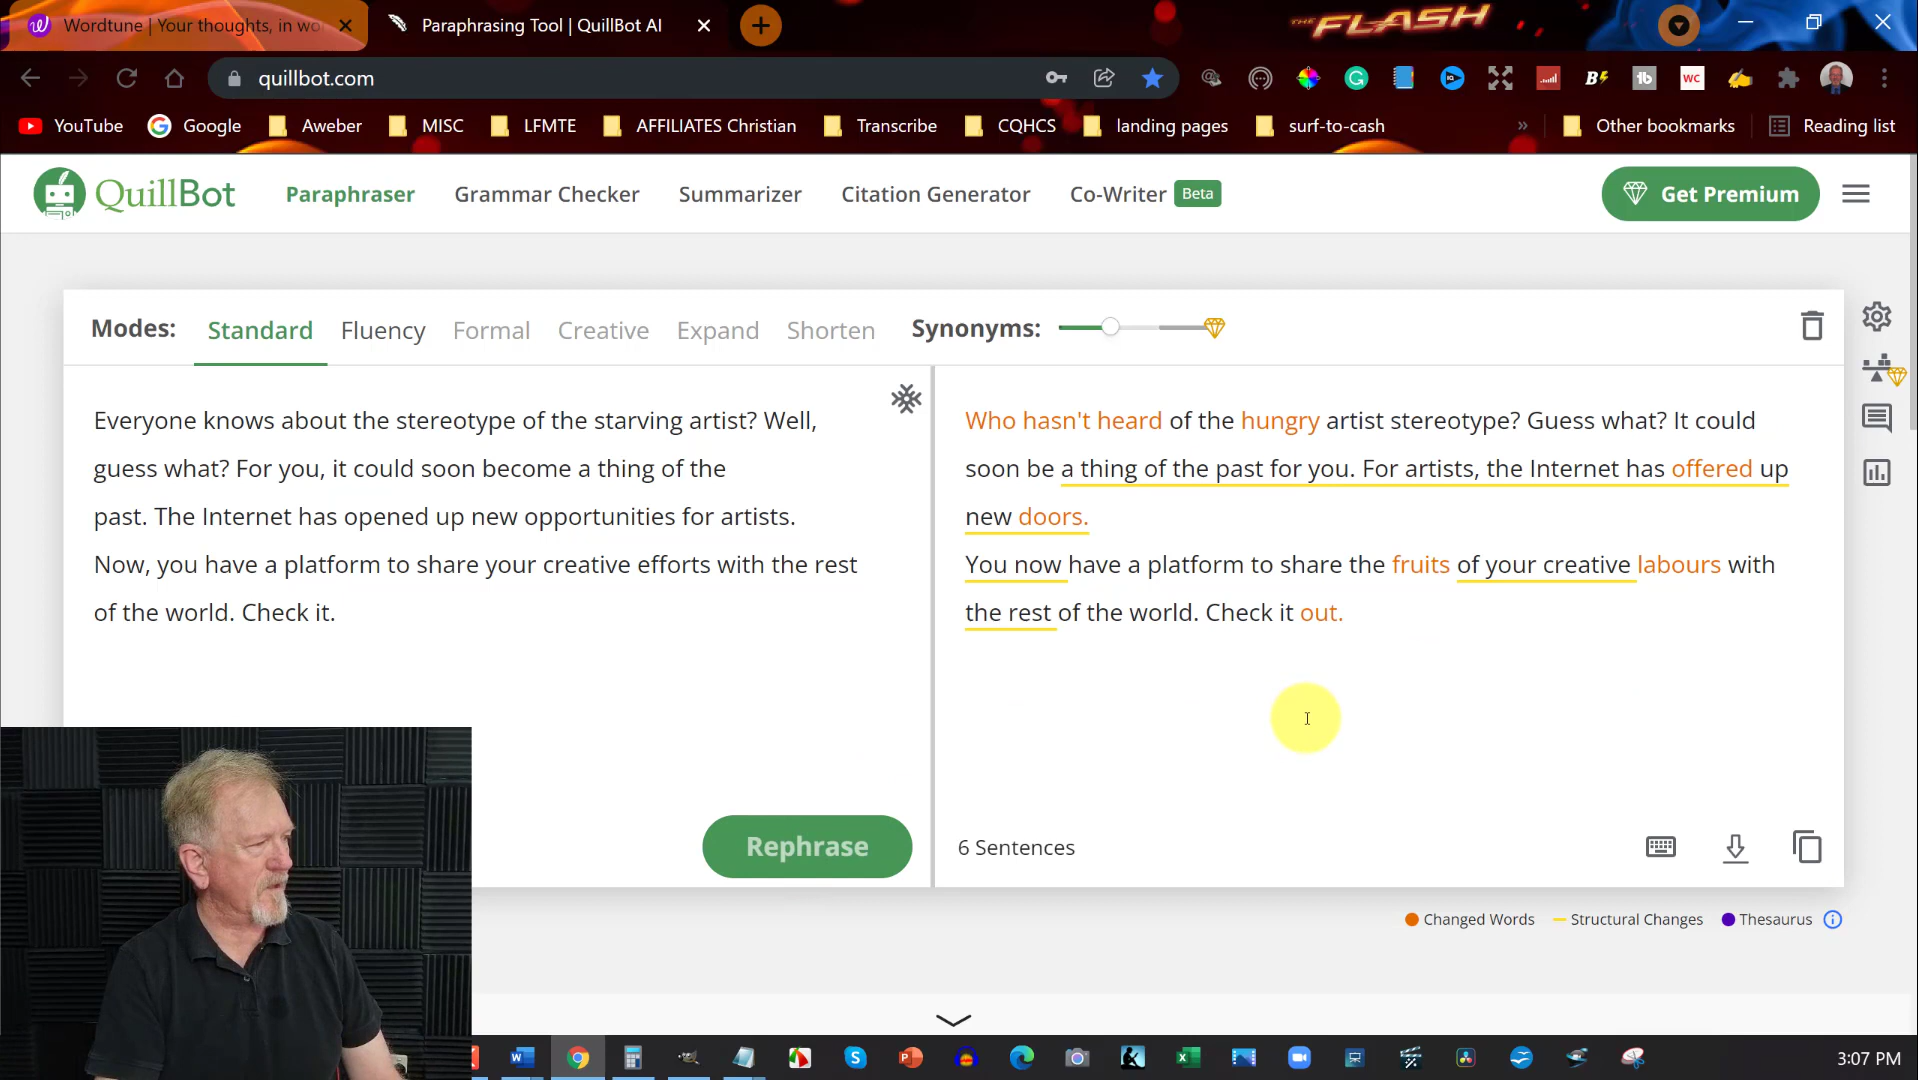 Wordtune | Your thoughts, in wo
Paraphrasing Tool | QuillBot AI
THE FLASH
quillbot.com
YouTube
Google
Aweber
MISC
LFMTE
AFFILIATES Christian
Transcribe
CQHCS
landing pages
surf-to-cash
»
Other bookmarks
Reading list
QuillBot
Paraphraser
Grammar Checker
Summarizer
Citation Generator
Co-Writer Beta
Get Premium
Modes:
Standard
Fluency
Formal
Creative
Expand
Shorten
Synonyms:
Everyone knows about the stereotype of the starving artist? Well,
guess what? For you, it could soon become a thing of the
past. The Internet has opened up new opportunities for artists.
Now, you have a platform to share your creative efforts with the rest
of the world. Check it.
Rephrase
Who hasn't heard of the hungry artist stereotype? Guess what? It could
soon be a thing of the past for you. For artists, the Internet has offered up
new doors.
You now have a platform to share the fruits of your creative labours with
the rest of the world. Check it out.
6 Sentences
Changed Words
Structural Changes
Thesaurus
3:07 PM